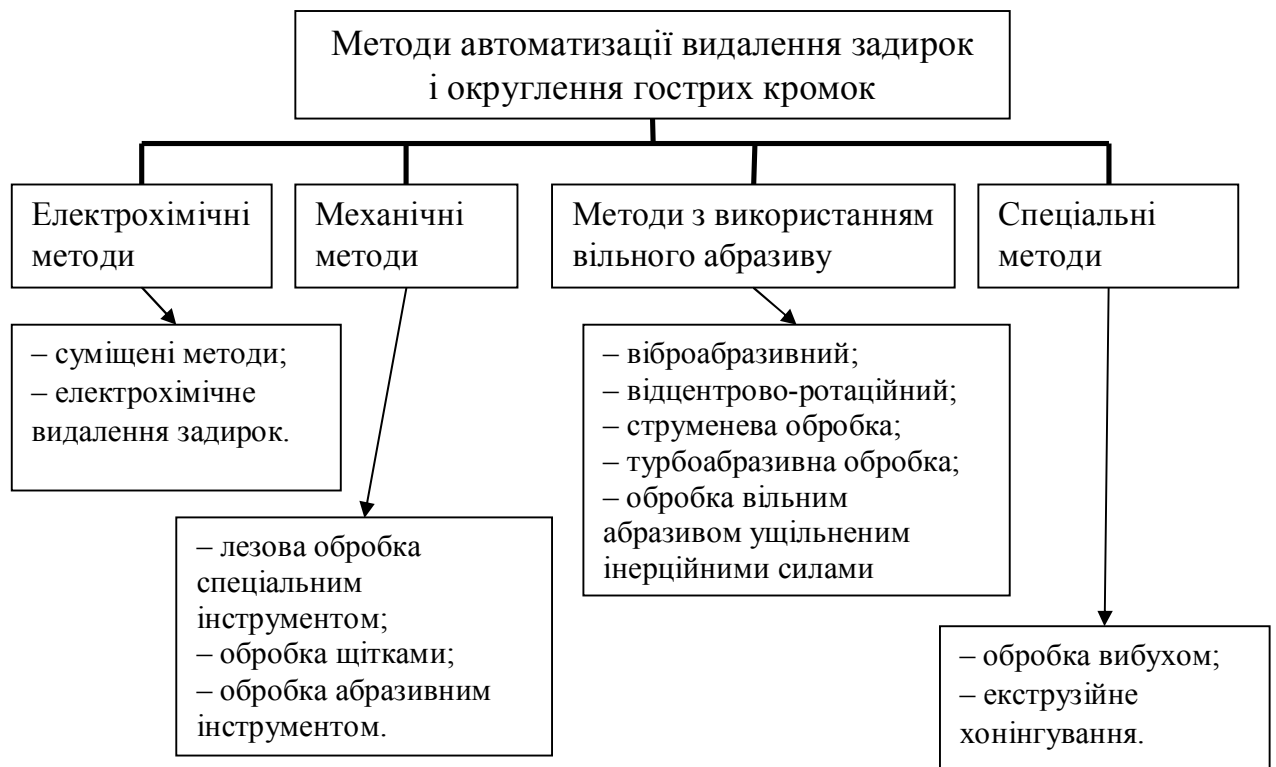 Методи автоматизації видалення задирок
і округлення гострих кромок
Електрохімічні
методи
Механічні
методи
Методи з використанням
вільного абразиву
Спеціальні
методи
– суміщені методи;
– електрохімічне
видалення задирок.
– лезова обробка
спеціальним
інструментом;
– обробка щітками;
– обробка абразивним
інструментом.
– віброабразивний;
– відцентрово-ротаційний;
– струменева обробка;
– турбоабразивна обробка;
– обробка вільним
абразивом ущільненим
інерційними силами
– обробка вибухом;
– екструзійне
хонінгування.